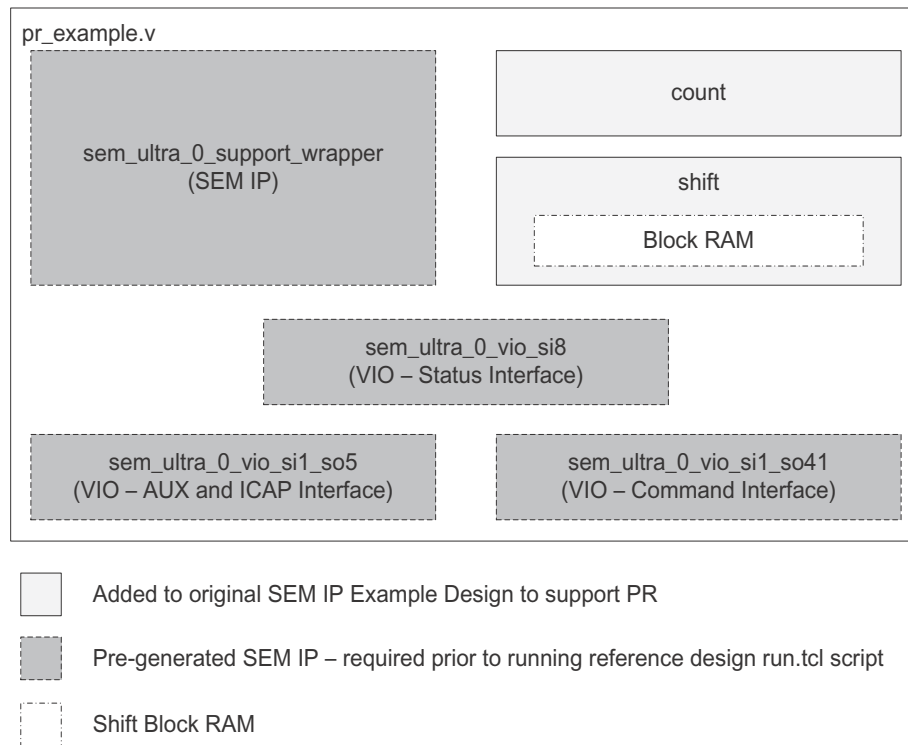 pr_example.v
sem_ultra_0_support_wrapper
(SEM IP)
count
shift
Block RAM
sem_ultra_0_vio_si8
(VIO – Status Interface)
sem_ultra_0_vio_si1_so5
(VIO – AUX and ICAP Interface)
sem_ultra_0_vio_si1_so41
(VIO – Command Interface)
Added to original SEM IP Example Design to support PR
Pre-generated SEM IP – required prior to running reference design run.tcl script
Shift Block RAM